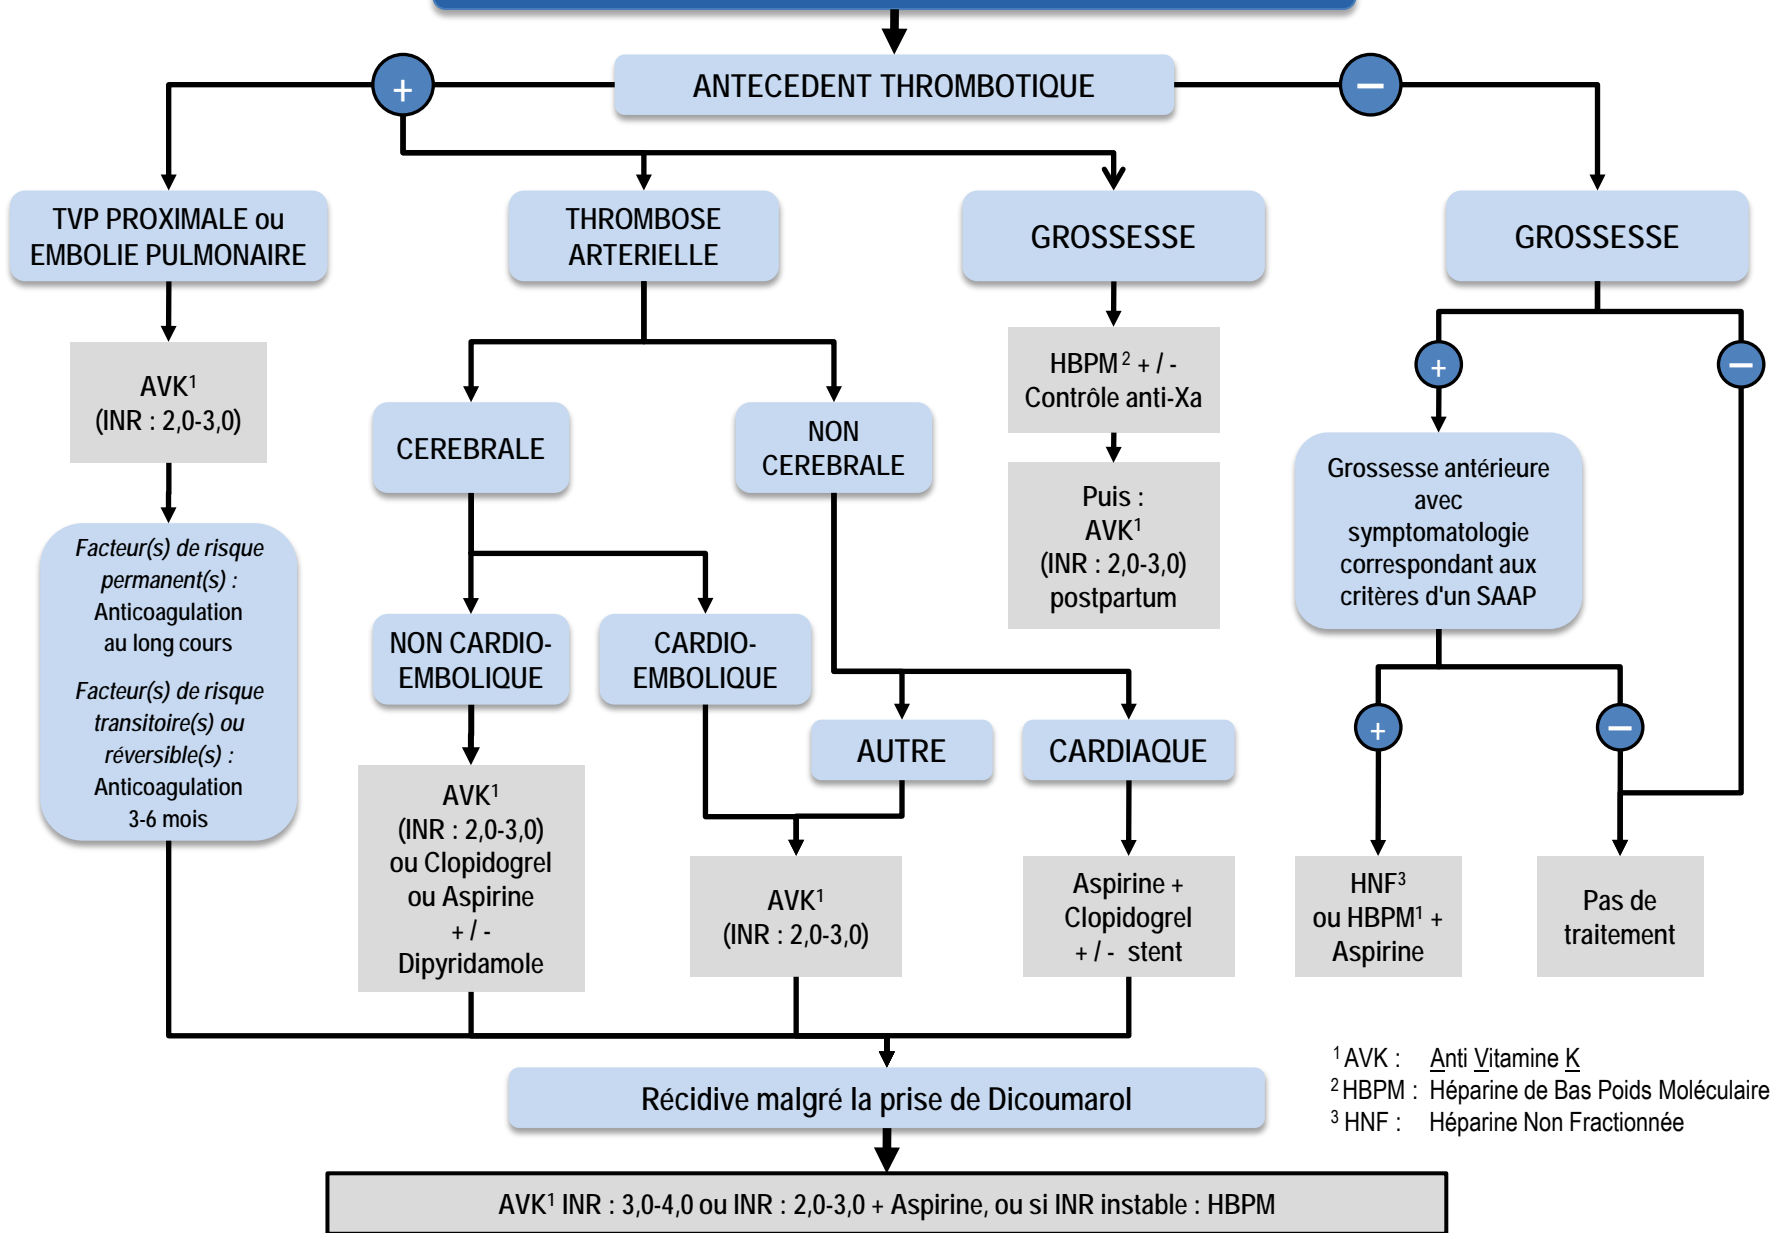 ANTECEDENT THROMBOTIQUE
+
–
TVP PROXIMALE ou
EMBOLIE PULMONAIRE
THROMBOSE
ARTERIELLE
GROSSESSE
GROSSESSE
AVK¹
(INR : 2,0-3,0)
Facteur(s) de risque
permanent(s) :
Anticoagulation
au long cours
Facteur(s) de risque
transitoire(s) ou
réversible(s) :
Anticoagulation
3-6 mois
CEREBRALE
NON
CEREBRALE
NON CARDIO-
EMBOLIQUE
CARDIO-
EMBOLIQUE
AUTRE
CARDIAQUE
AVK¹
(INR : 2,0-3,0)
ou Clopidogrel
ou Aspirine
+ / -
Dipyridamole
AVK¹
(INR : 2,0-3,0)
Aspirine +
Clopidogrel
+ / - stent
HBPM² + / -
Contrôle anti-Xa
Puis :
AVK¹
(INR : 2,0-3,0)
postpartum
+
–
Grossesse antérieure
avec
symptomatologie
correspondant aux
critères d'un SAAP
+
–
HNF³
ou HBPM¹ +
Aspirine
Pas de
traitement
Récidive malgré la prise de Dicoumarol
AVK¹ INR : 3,0-4,0 ou INR : 2,0-3,0 + Aspirine, ou si INR instable : HBPM
¹ AVK : Anti Vitamine K
² HBPM : Héparine de Bas Poids Moléculaire
³ HNF : Héparine Non Fractionnée